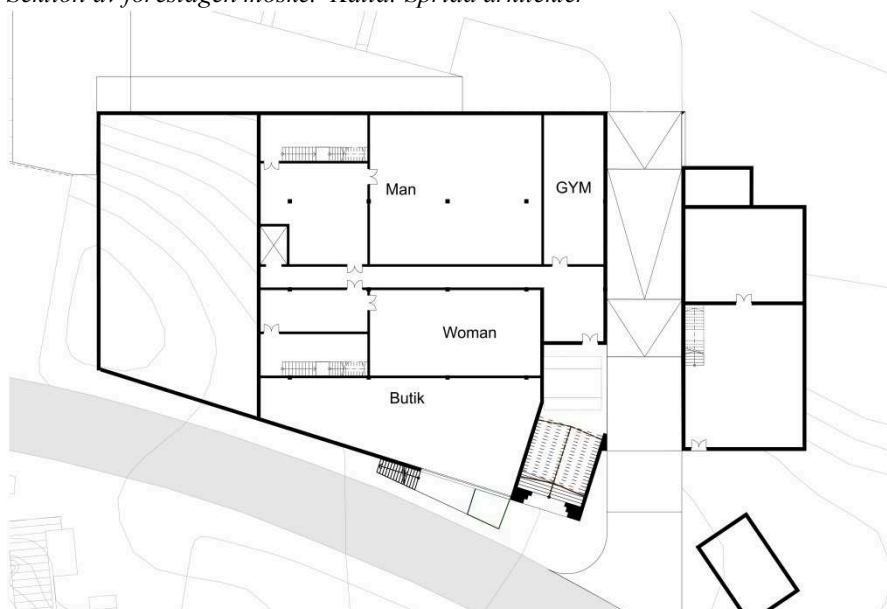 Sektion av föreslagen moské. Källa: Spridd arkitekter
Man
GYM
Woman
Butik